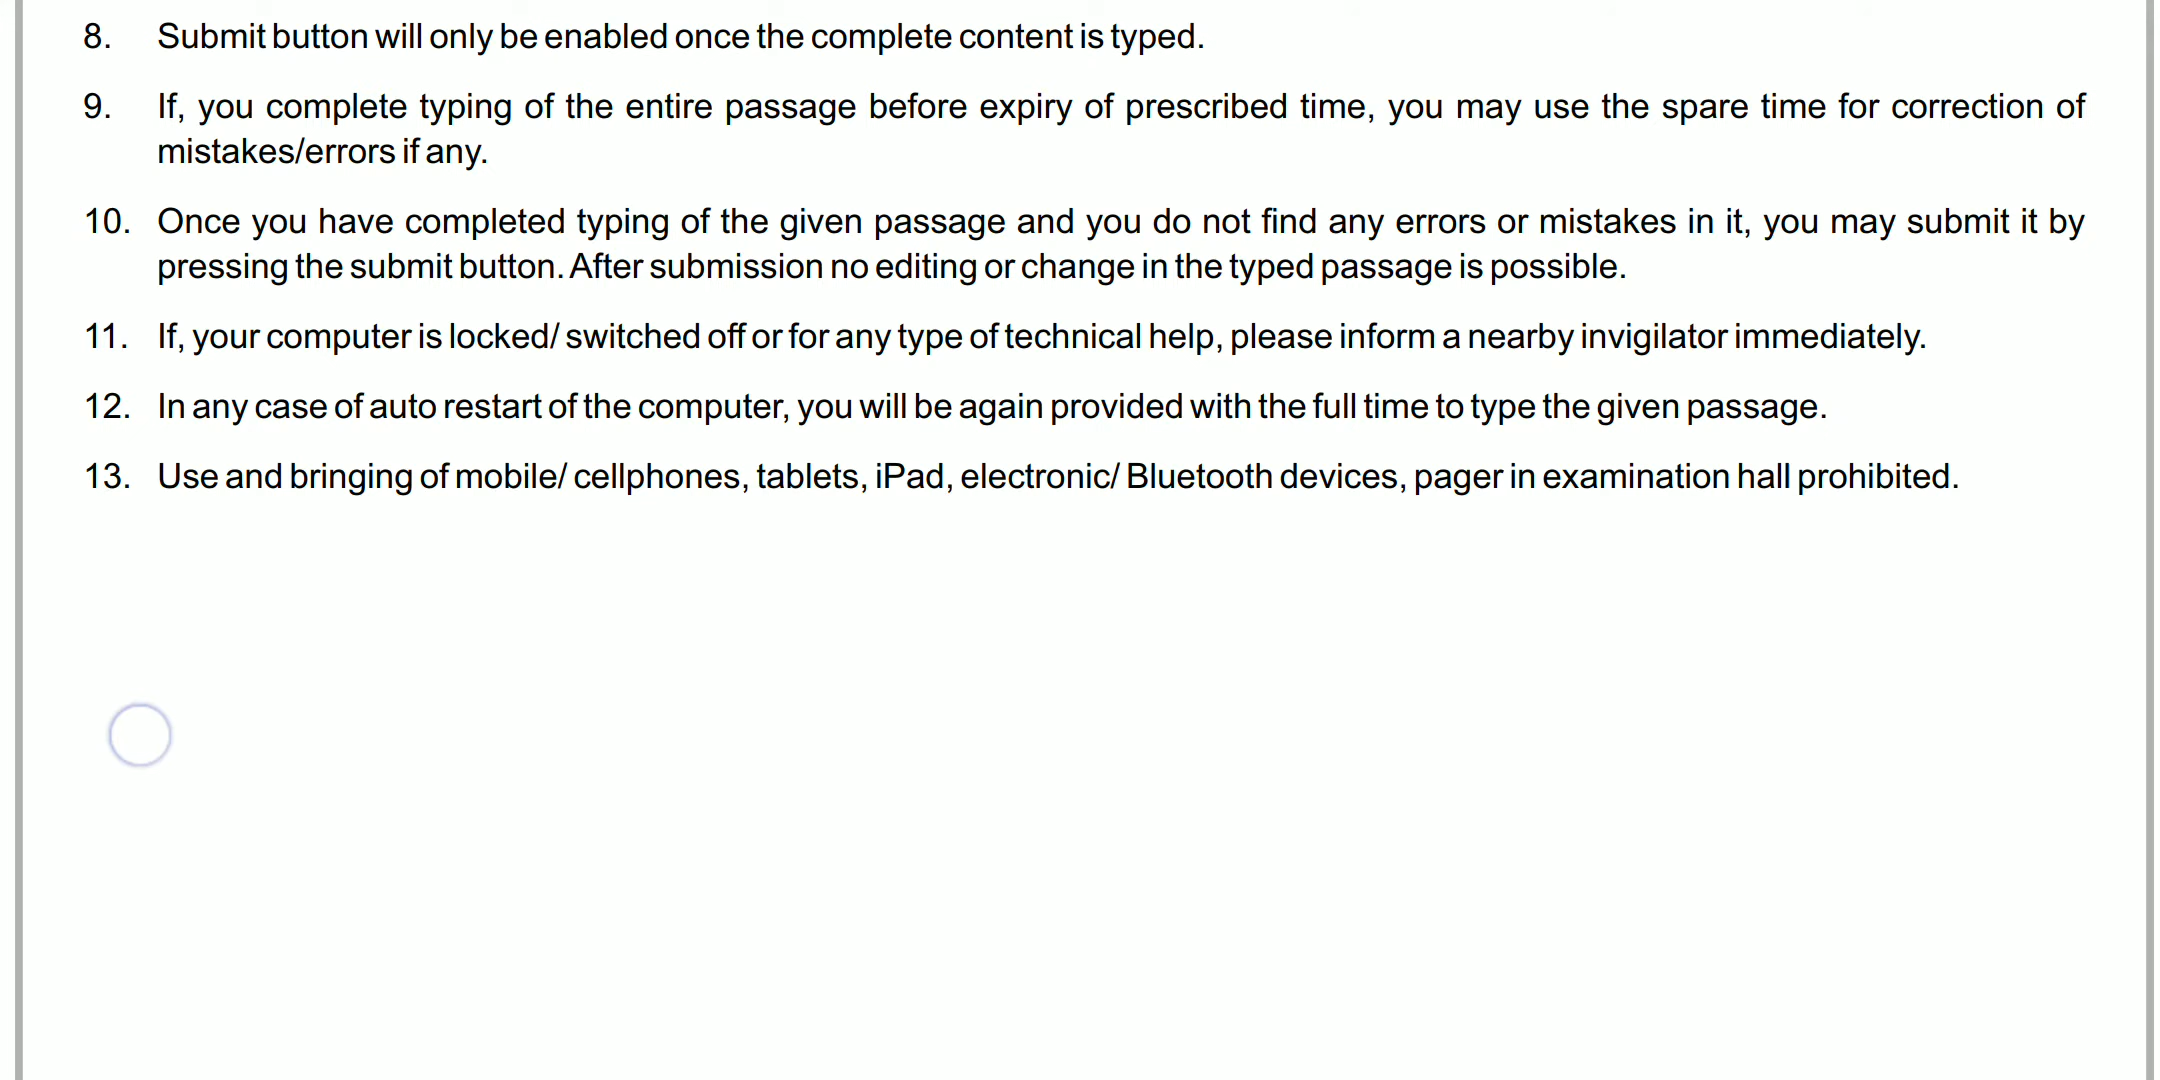 8. Submit button will only be enabled once the complete content is typed.
9. If, you complete typing of the entire passage before expiry of prescribed time, you may use the spare time for correction of
mistakes/errors if any.
10. Once you have completed typing of the given passage and you do not find any errors or mistakes in it, you may submit it by
pressing the submit button. After submission no editing or change in the typed passage is possible.
11. If, your computer is locked/ switched off or for any type of technical help, please inform a nearby invigilator immediately.
12. In any case of auto restart of the computer, you will be again provided with the full time to type the given passage.
13. Use and bringing of mobile/ cellphones, tablets, iPad, electronic/ Bluetooth devices, pager in examination hall prohibited.